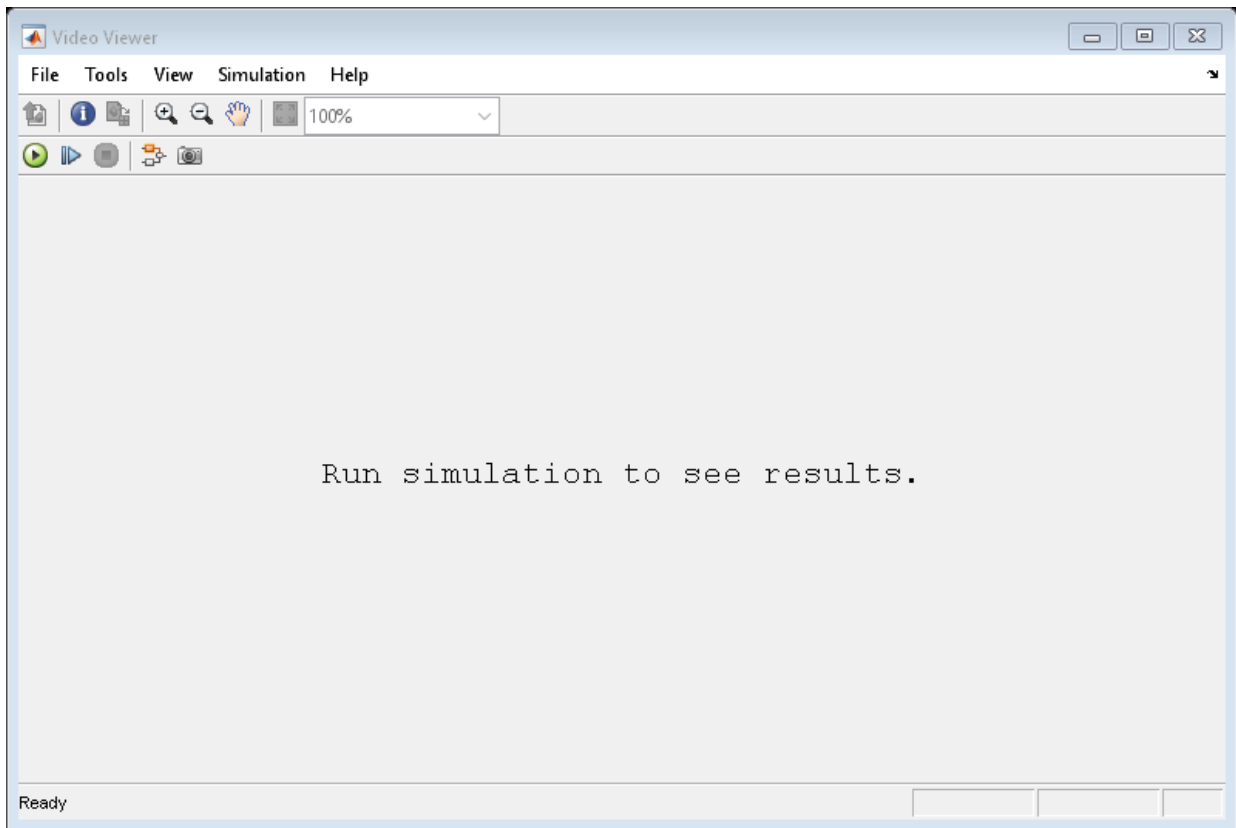 Video Viewer
File Tools View Simulation Help
100%
Run simulation to see results.
Ready